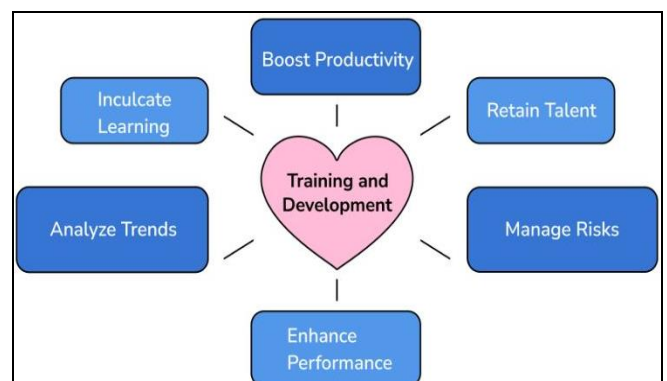 Boost Productivity
Inculcate
Learning
Retain Talent
Training and
Development
Analyze Trends
Manage Risks
Enhance
Performance